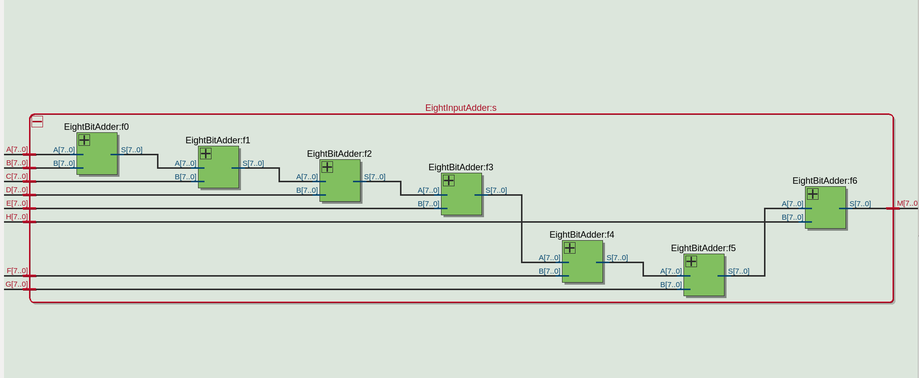 EightInputAdder:s
EightBitAdder:f0
A[7..0]
B[7..0]
S[7..0]
EightBitAdder:f1
A[7..0]
B[7..0]
S[7..0]
EightBitAdder:f2
A[7..0]
B[7..0]
S[7..0]
EightBitAdder:f3
A[7..0]
B[7..0]
S[7..0]
EightBitAdder:f4
A[7..0]
B[7..0]
S[7..0]
EightBitAdder:f5
A[7..0]
B[7..0]
S[7..0]
EightBitAdder:f6
A[7..0]
B[7..0]
S[7..0]
A[7..0]
B[7..0]
C[7..0]
D[7..0]
E[7..0]
H[7..0]
F[7..0]
G[7..0]
M[7..0